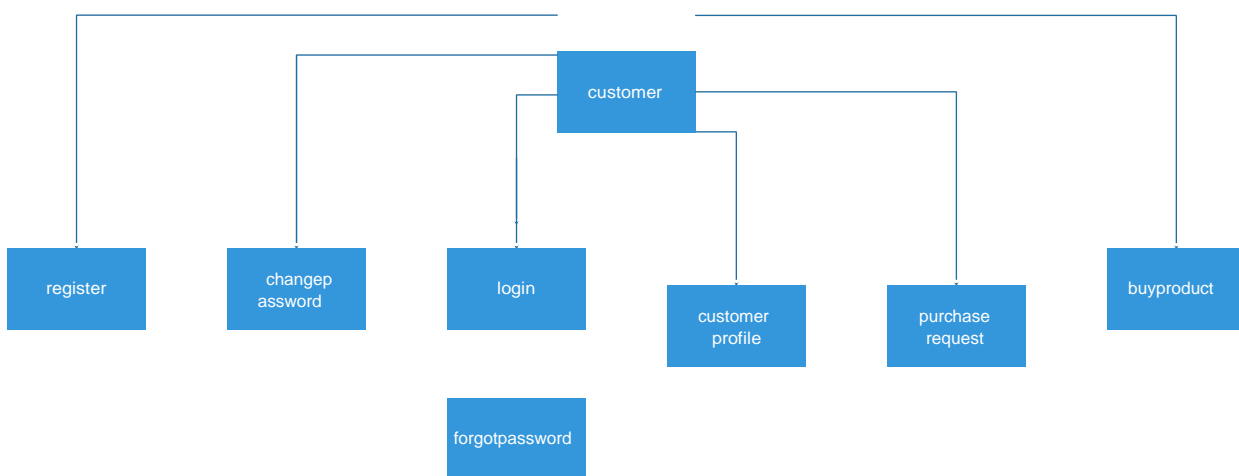 customer
register
changep
assword
login
customer
profile
purchase
request
buyproduct
forgotpassword